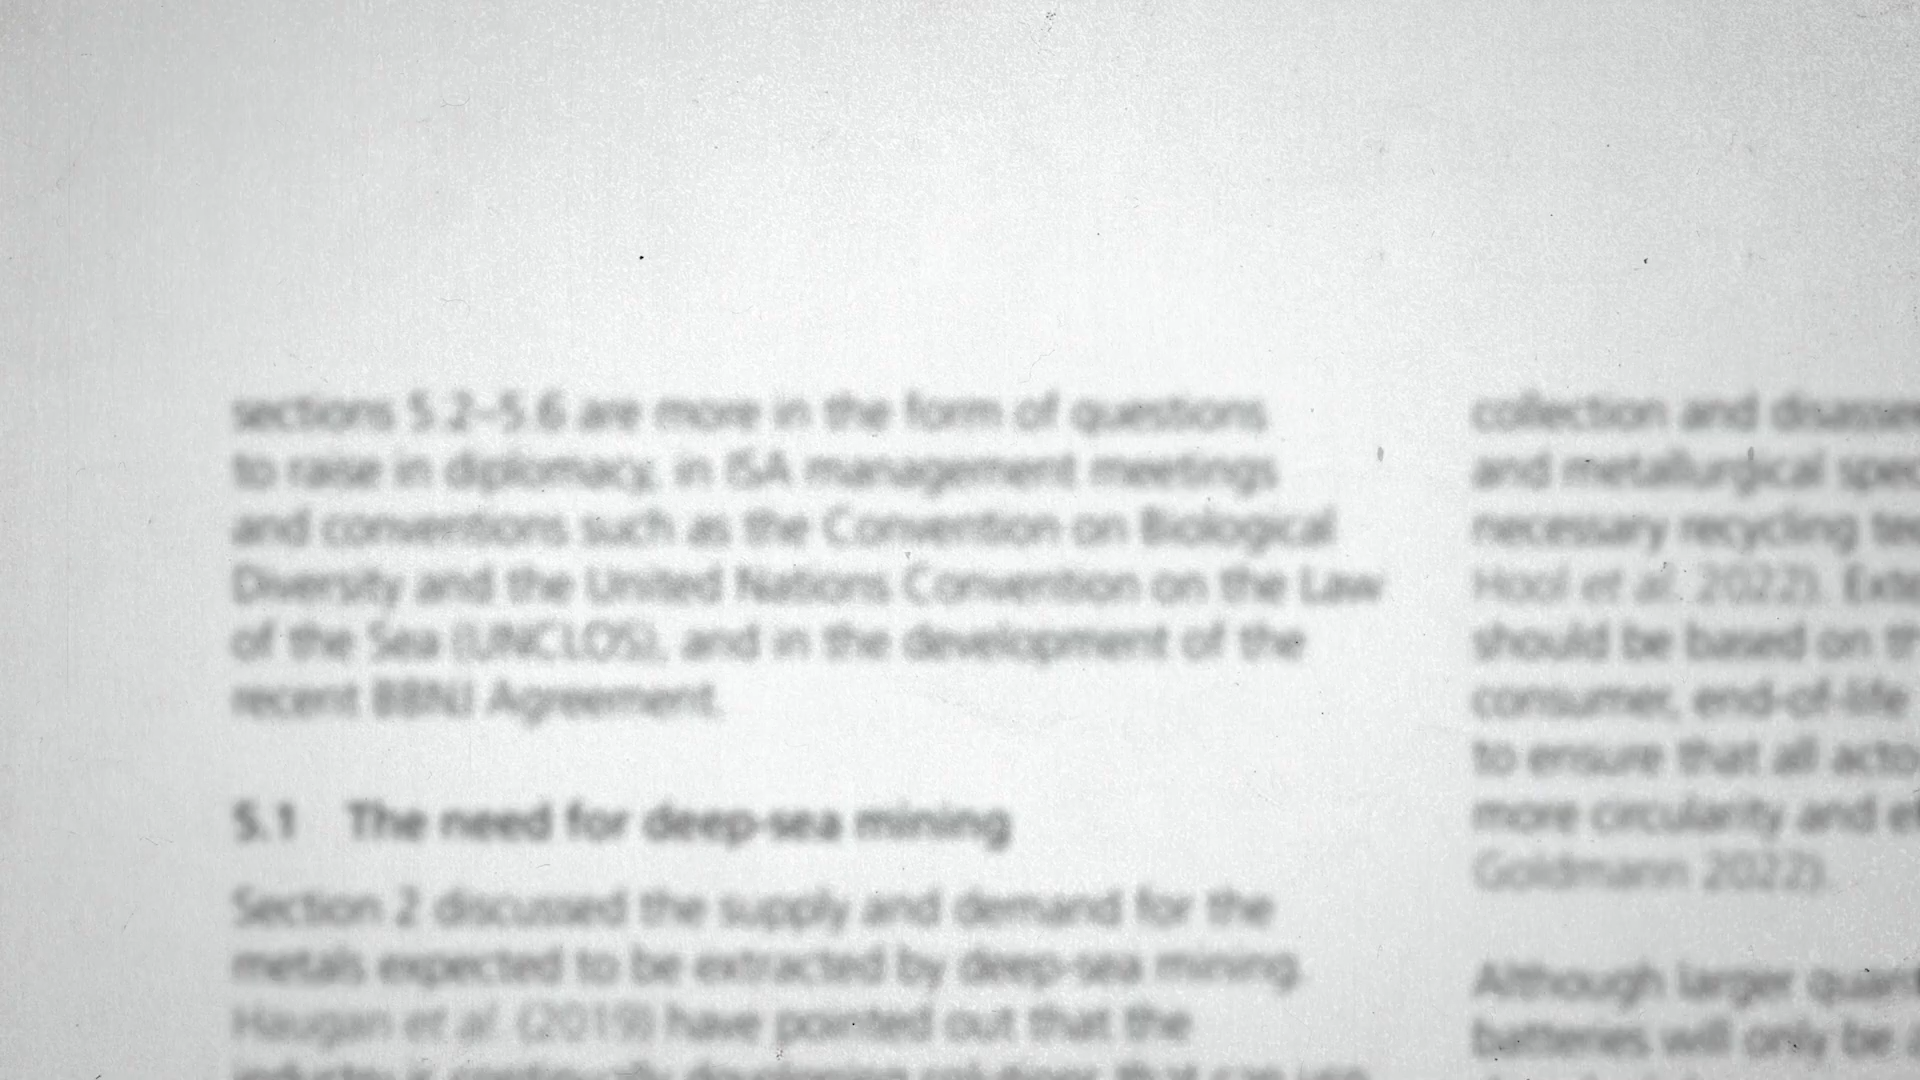 sections 5.2–5.6 are more in the form of questions
to raise in diplomacy, in ISA management meetings
and conventions such as the Convention on Biological
Diversity and the United Nations Convention on the Law
of the Sea (UNCLOS), and in the development of the
recent BBNJ Agreement.
5.1 The need for deep-sea mining
Section 2 discussed the supply and demand for the
metals expected to be extracted by deep-sea mining.
Haugan et al. (2019) have pointed out that the
collection and
and metallurgical
necessary recycling
Hool et al. 2022).
should be based on
consumer, end-of-life
to ensure that all
more circularity and
Goldmann 2022).
Although larger
batteries will only be